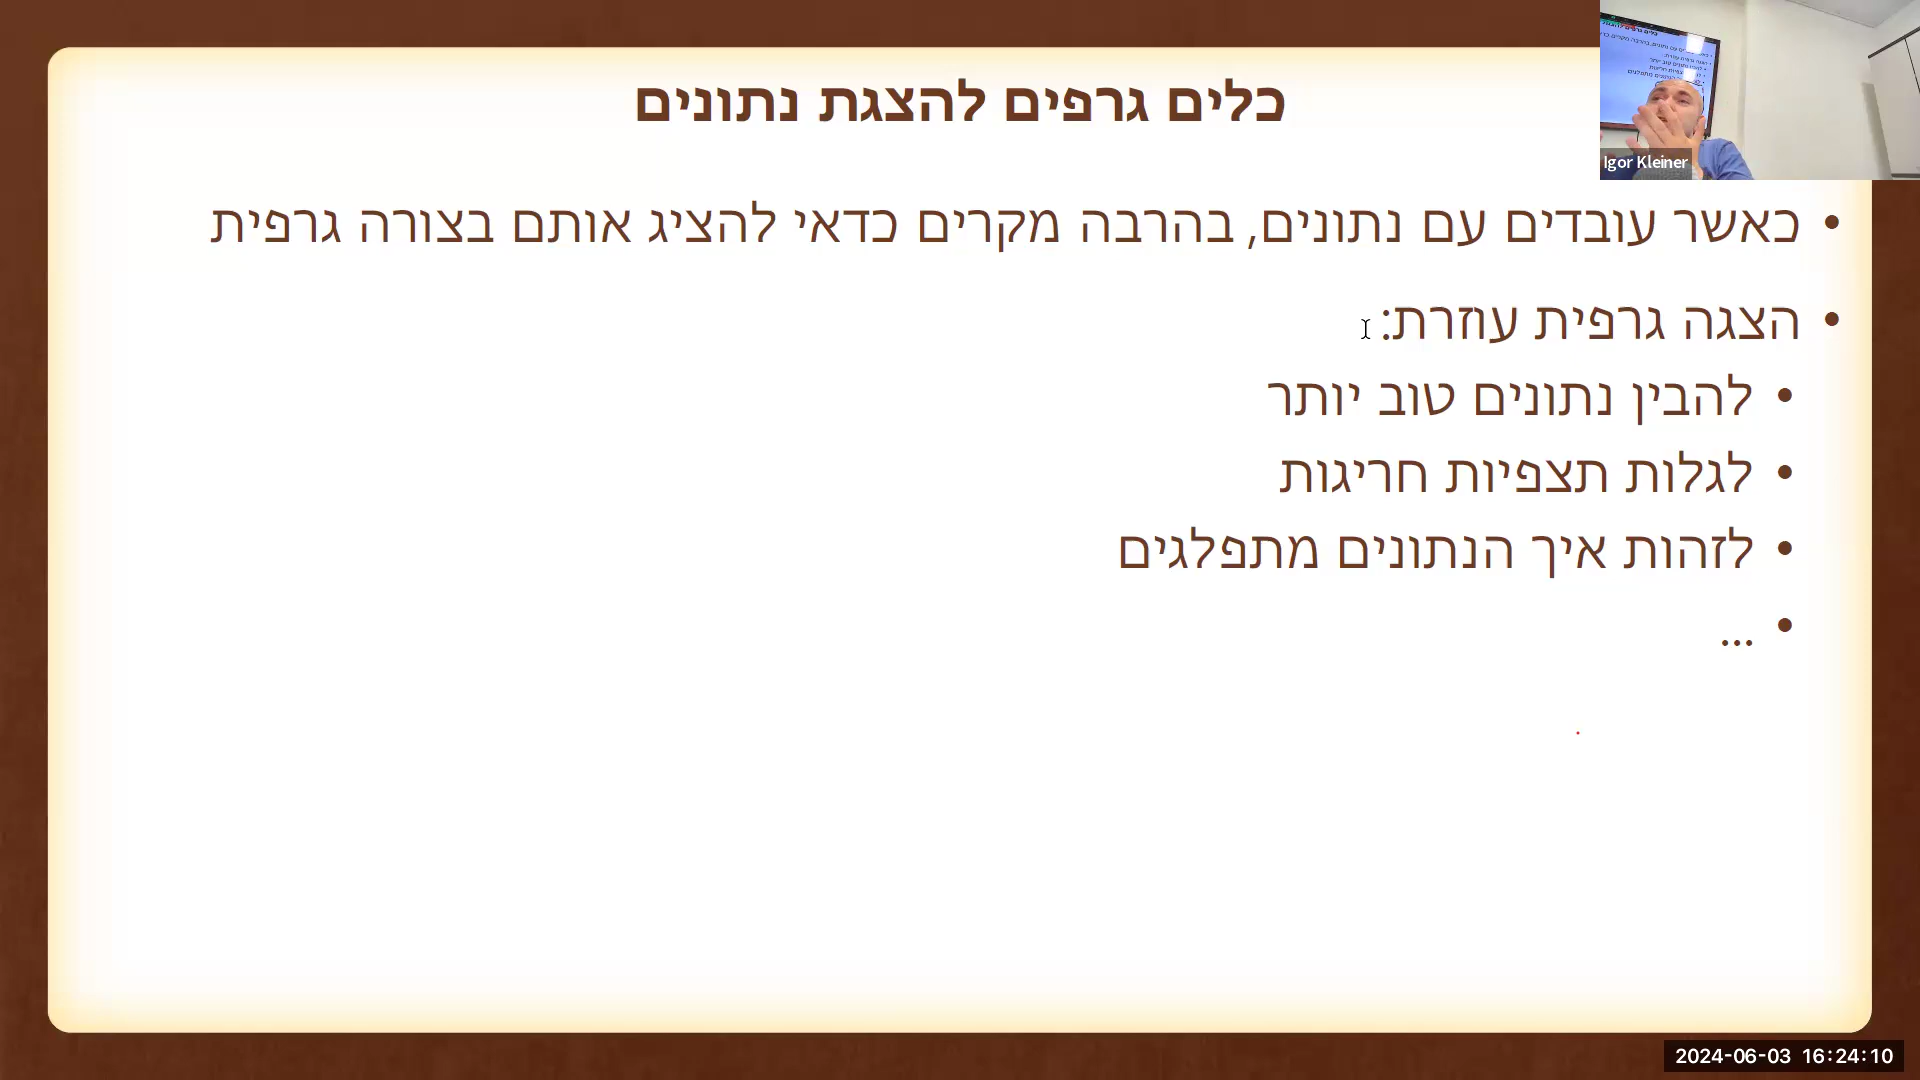 כלים גרפים להצגת נתונים
• כאשר עובדים עם נתונים, בהרבה מקרים כדאי להציג אותם בצורה גרפית
• הצגה גרפית עוזרת:
• להבין נתונים טוב יותר
• לגלות תצפיות חריגות
• לזהות איך הנתונים מתפלגים
• ...
Igor Kleiner
2024-06-03 16:24:10